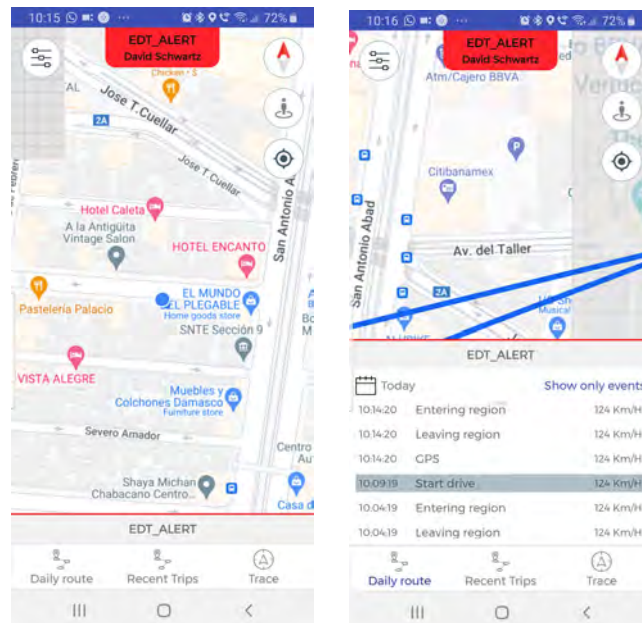 10:15 72%
EDT_ALERT
David Schwartz
Chicken • S
Jose T.Cuellar
2A
Jose T.Cuellar
San Antonio A
Hotel Caleta
A la Antigüita
Vintage Salon
HOTEL ENCANTO
EL MUNDO
EL PLEGABLE
Home goods store
Pastelería Palacio
SNTE Sección 9
VISTA ALEGRE
Muebles y
Colchones Damasco
Furniture store
Severo Amador
Centro
Au
Shaya Michan
Chabacano Centro...
Casa d
EDT_ALERT
Daily route Recent Trips Trace
10:16 72%
EDT_ALERT
David Schwartz
Atm/Cajero BBVA
P
Citibanamex
San Antonio Abad
Av. del Taller
2A
Musical
EDT_ALERT
Today Show only events
10:14:20 Entering region 124 Km/H
10:14:20 Leaving region 124 Km/H
10:14:20 GPS 124 Km/H
10:09:19 Start drive 124 Km/H
10:04:19 Entering region 124 Km/H
10:04:19 Leaving region 124 Km/H
Daily route Recent Trips Trace